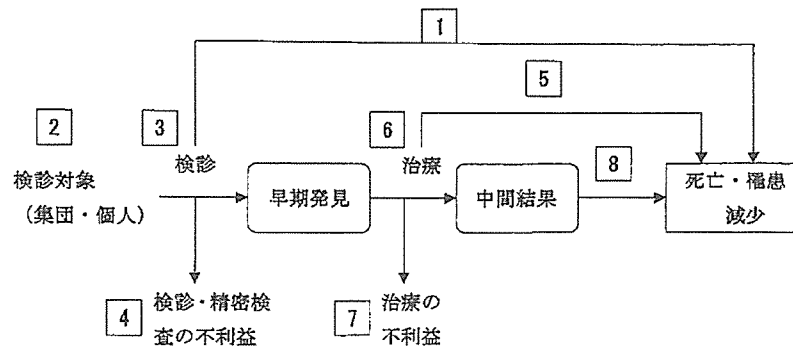 1
5
2
3
6
8
検診
治療
検診対象
(集団・個人)
早期発見
中間結果
死亡・罹患
減少
4
検診・精密検
査の不利益
7
治療の
不利益